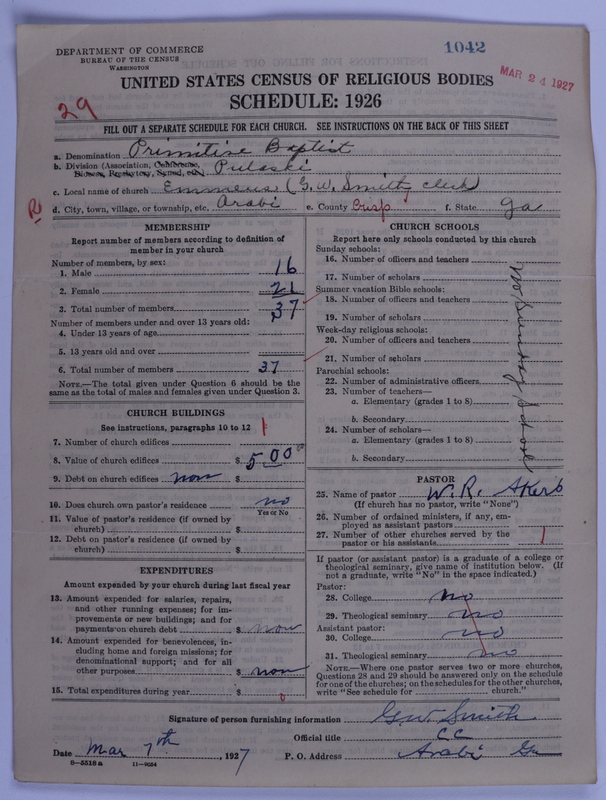 DEPARTMENT OF COMMERCE
BUREAU OF THE CENSUS
WASHINGTON
1042
MAR 24 1927
UNITED STATES CENSUS OF RELIGIOUS BODIES
SCHEDULE: 1926
29
FILL OUT A SEPARATE SCHEDULE FOR EACH CHURCH. SEE INSTRUCTIONS ON THE BACK OF THIS SHEET
a. Denomination Primitive Baptist
b. Division (Association, Conference, Pulaski
Diocese, Presbytery, Synod, etc.)
c. Local name of church Emmeus (G.W. Smith, clerk)
R
d. City, town, village, or township, etc. Arabi e. County Crisp f. State Ga
MEMBERSHIP
Report number of members according to definition of
member in your church
Number of members, by sex:
1. Male 16
2. Female 21
3. Total number of members 37
Number of members under and over 13 years old:
4. Under 13 years of age
5. 13 years old and over
6. Total number of members 37
NOTE.—The total given under Question 6 should be
same as the total of males and females given under Question 3.
CHURCH BUILDINGS
See instructions, paragraphs 10 to 12
7. Number of church edifices 1
8. Value of church edifices $ 500 00
9. Debt on church edifices non $
10. Does church own pastor's residence no
Yes or No
11. Value of pastor's residence (if owned by
church) $
12. Debt on pastor's residence (if owned by
church) $
EXPENDITURES
Amount expended by your church during last fiscal year
13. Amount expended for salaries, repairs,
and other running expenses; for im-
provements or new buildings; and for
payments on church debt $ non
14. Amount expended for benevolences, in-
cluding home and foreign missions; for
denominational support; and for all
other purposes $ non
15. Total expenditures during year $ 0
CHURCH SCHOOLS
Report here only schools conducted by this church
Sunday schools:
16. Number of officers and teachers
17. Number of scholars
Summer vacation Bible schools:
18. Number of officers and teachers
19. Number of scholars
Week-day religious schools:
20. Number of officers and teachers
21. Number of scholars
Parochial schools:
22. Number of administrative officers
23. Number of teachers—
a. Elementary (grades 1 to 8)
b. Secondary
24. Number of scholars—
a. Elementary (grades 1 to 8)
b. Secondary
No Sunday School
PASTOR
25. Name of pastor W. R. Akerb
(If church has no pastor, write "None")
26. Number of ordained ministers, if any, em-
ployed as assistant pastors
27. Number of other churches served by the
pastor or his assistants 1
If pastor (or assistant pastor) is a graduate of a college or
theological seminary, give name of institution below. (If
not a graduate, write "No" in the space indicated.)
Pastor:
28. College no
29. Theological seminary no
Assistant pastor:
30. College no
31. Theological seminary no
NOTE.—Where one pastor serves two or more churches,
Questions 28 and 29 should be answered only on the schedule
for one of the churches; on the schedules for the other churches,
write "See schedule for church."
Signature of person furnishing information G.W. Smith
Official title C C
Date Mar 7th, 1927 P. O. Address Arabi Ga
8—5518 a 11—9054